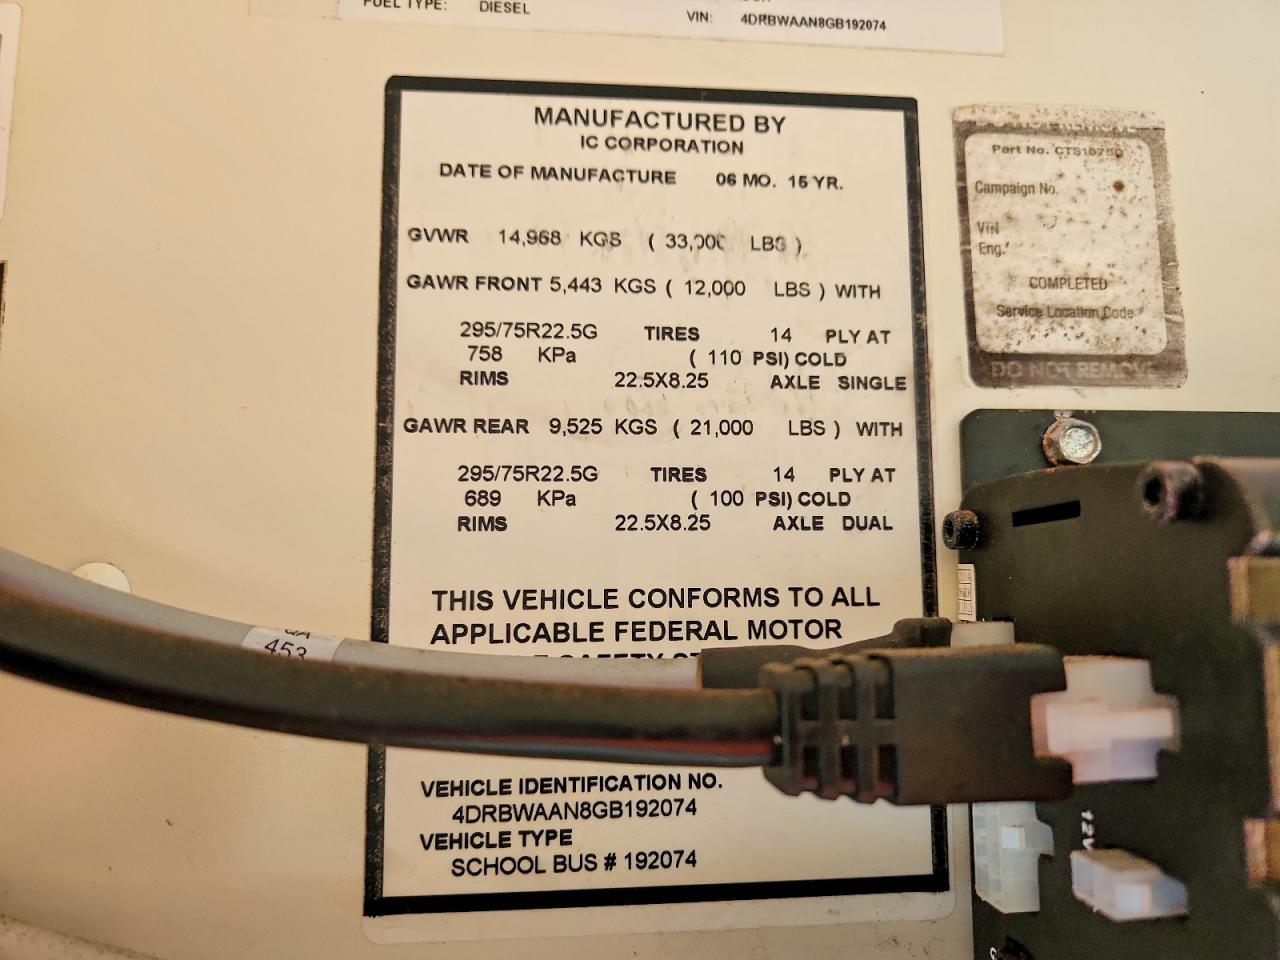 FUEL TYPE: DIESEL
VIN: 4DRBWAAN8GB192074
MANUFACTURED BY
IC CORPORATION
DATE OF MANUFACTURE 06 MO. 15 YR.
GVWR 14,968 KGS ( 33,000 LBS )
GAWR FRONT 5,443 KGS ( 12,000 LBS ) WITH
295/75R22.5G TIRES 14 PLY AT
758 KPa ( 110 PSI) COLD
RIMS 22.5X8.25 AXLE SINGLE
GAWR REAR 9,525 KGS ( 21,000 LBS ) WITH
295/75R22.5G TIRES 14 PLY AT
689 KPa ( 100 PSI) COLD
RIMS 22.5X8.25 AXLE DUAL
THIS VEHICLE CONFORMS TO ALL
APPLICABLE FEDERAL MOTOR
SAFETY
VEHICLE IDENTIFICATION NO.
4DRBWAAN8GB192074
VEHICLE TYPE
SCHOOL BUS # 192074
Part No.
Campaign No.
Vin
Eng.
COMPLETED
Service Location Code
DO NOT REMOVE
453
12V